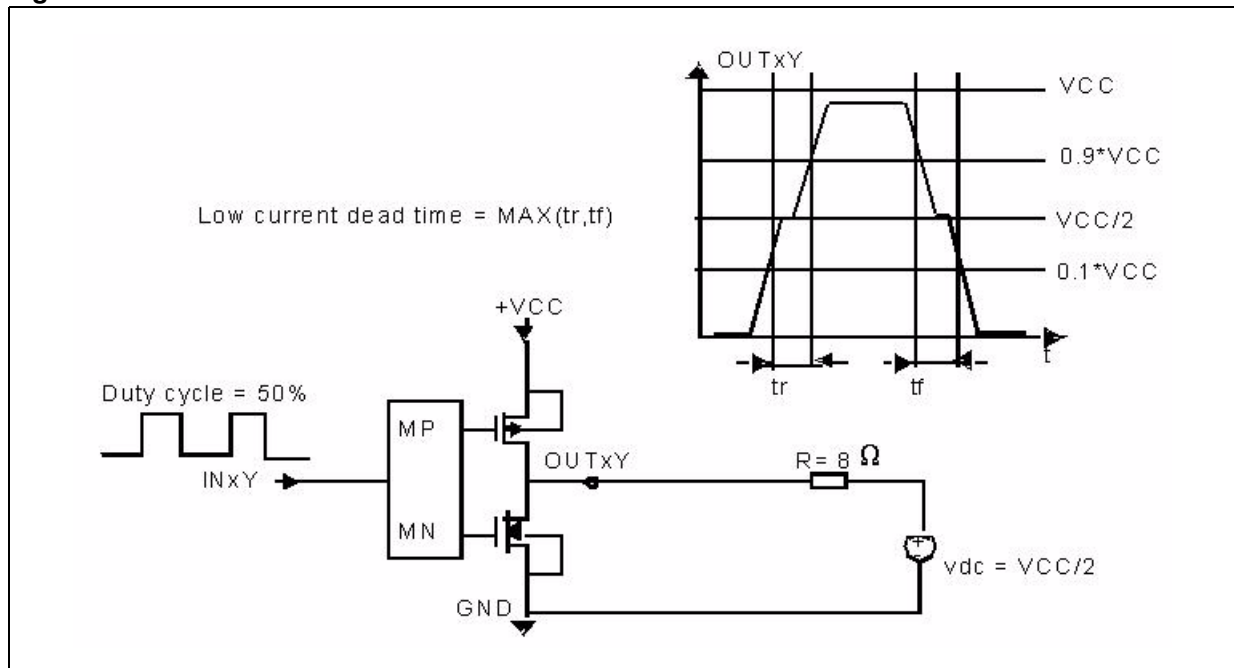 OUTxY
VCC
0.9*VCC
Low current dead time = MAX(tr,tf)
VCC/2
0.1*VCC
+VCC
t
tr
tf
Duty cycle = 50%
MP
OUTxY
R= 8 Ω
INxY
MN
+
-
vdc = VCC/2
GND